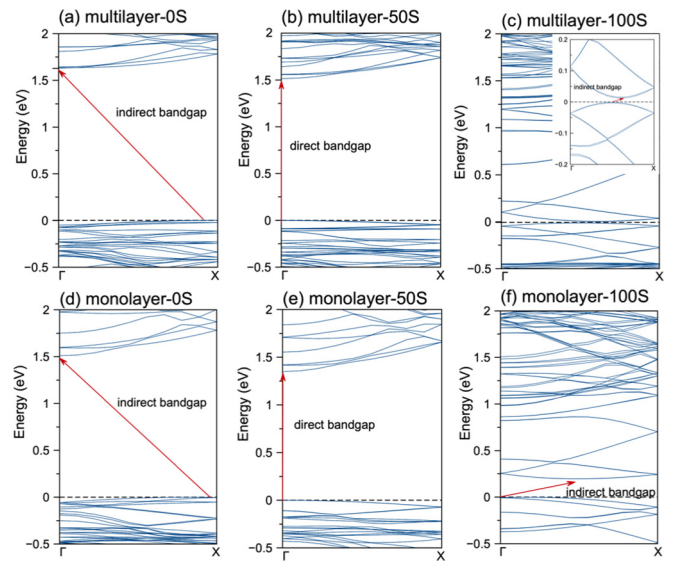 (a) multilayer-0S
(b) multilayer-50S
(c) multilayer-100S
2
1.5
1
0.5
0
−0.5
Energy (eV)
indirect bandgap
Γ
X
2
1.5
1
0.5
0
−0.5
Energy (eV)
direct bandgap
Γ
X
2
1.5
1
0.5
0
−0.5
Energy (eV)
0.2
0.1
0
−0.1
−0.2
indirect bandgap
Γ
X
Γ
X
(d) monolayer-0S
(e) monolayer-50S
(f) monolayer-100S
2
1.5
1
0.5
0
−0.5
Energy (eV)
indirect bandgap
Γ
X
2
1.5
1
0.5
0
−0.5
Energy (eV)
direct bandgap
Γ
X
2
1.5
1
0.5
0
−0.5
Energy (eV)
indirect bandgap
Γ
X